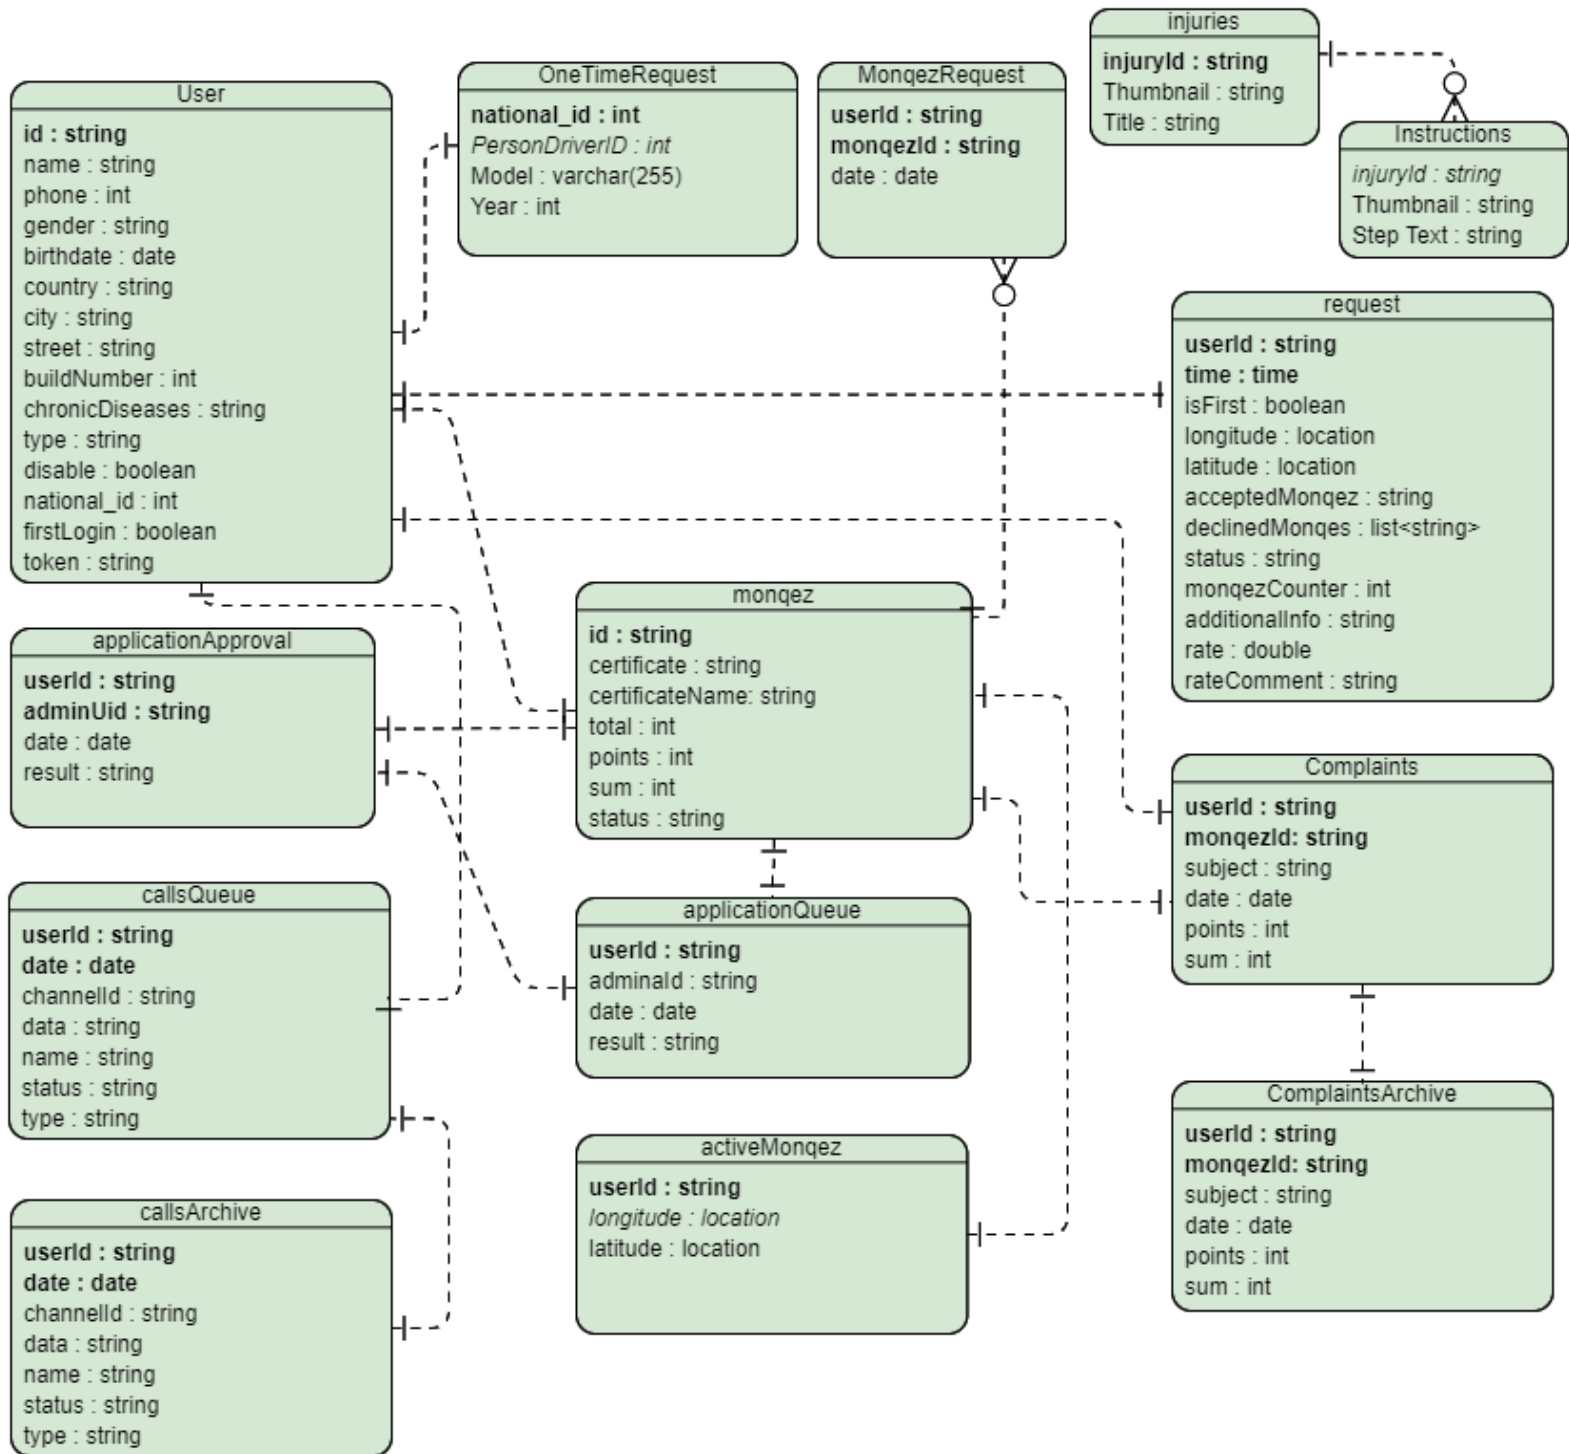 User
id : string
name : string
phone : int
gender : string
birthdate : date
country : string
city : string
street : string
buildNumber : int
chronicDiseases : string
type : string
disable : boolean
national_id : int
firstLogin : boolean
token : string
OneTimeRequest
national_id : int
PersonDriverID : int
Model : varchar(255)
Year : int
MonqezRequest
userId : string
monqezId : string
date : date
injuries
injuryId : string
Thumbnail : string
Title : string
Instructions
injuryId : string
Thumbnail : string
Step Text : string
request
userId : string
time : time
isFirst : boolean
longitude : location
latitude : location
acceptedMonqez : string
declinedMonqes : list<string>
status : string
monqezCounter : int
additionalInfo : string
rate : double
rateComment : string
applicationApproval
userId : string
adminUid : string
date : date
result : string
monqez
id : string
certificate : string
certificateName: string
total : int
points : int
sum : int
status : string
Complaints
userId : string
monqezId: string
subject : string
date : date
points : int
sum : int
callsQueue
userId : string
date : date
channelId : string
data : string
name : string
status : string
type : string
applicationQueue
userId : string
adminald : string
date : date
result : string
activeMonqez
userId : string
longitude : location
latitude : location
ComplaintsArchive
userId : string
monqezId: string
subject : string
date : date
points : int
sum : int
callsArchive
userId : string
date : date
channelId : string
data : string
name : string
status : string
type : string